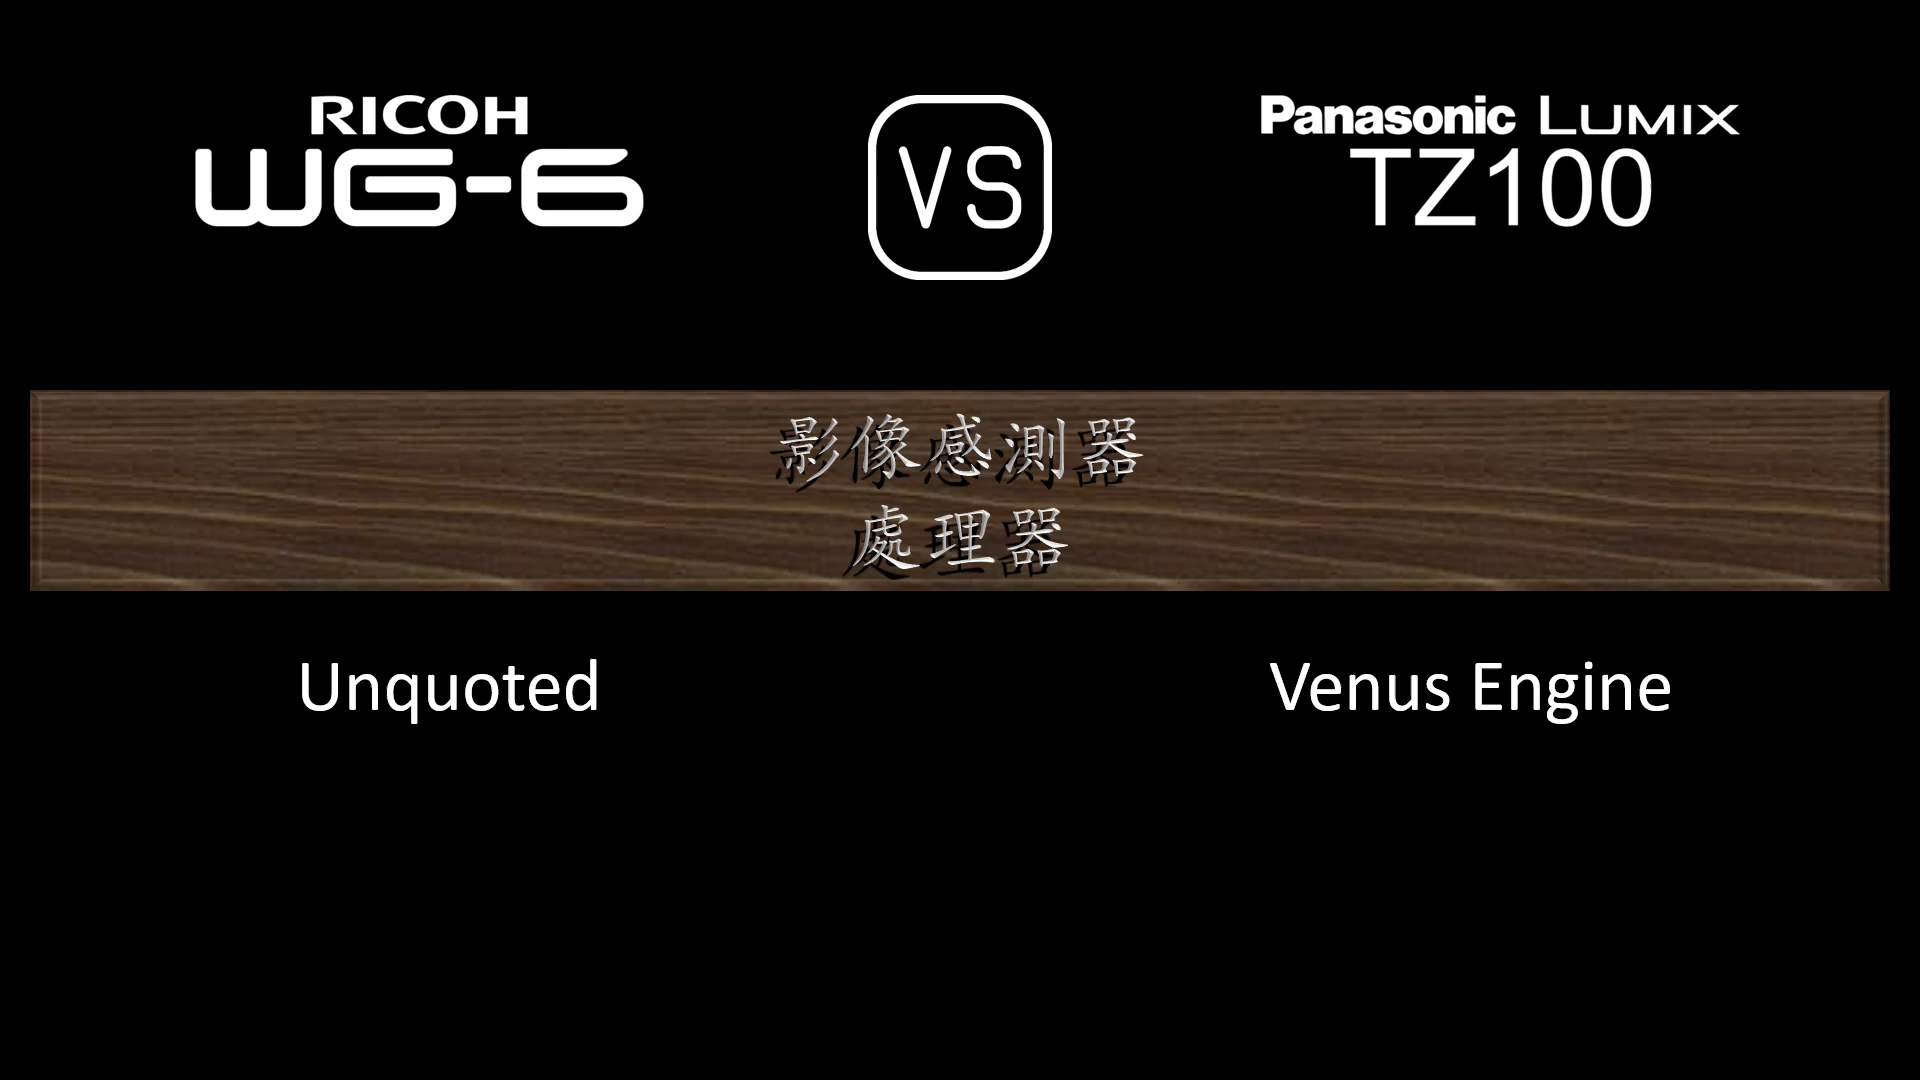 RICOH
WG-6
VS
Panasonic LUMIX
TZ100
影像感測器
處理器
Unquoted
Venus Engine